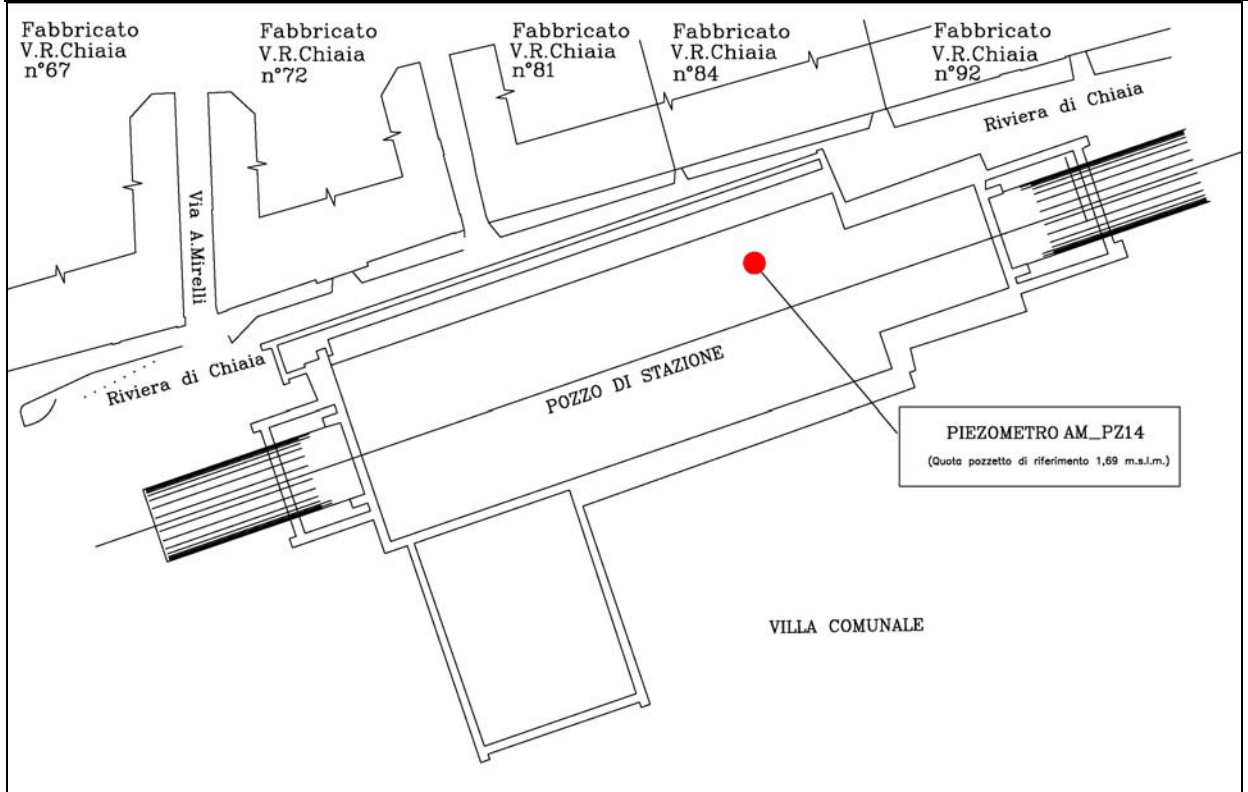 Fabbricato
V.R.Chiaia
n°67
Fabbricato
V.R.Chiaia
n°72
Fabbricato
V.R.Chiaia
n°81
Fabbricato
V.R.Chiaia
n°84
Fabbricato
V.R.Chiaia
n°92
Riviera di Chiaia
Via A.Mirelli
Riviera di Chiaia
POZZO DI STAZIONE
PIEZOMETRO AM_PZ14
(Quota pozzetto di riferimento 1,69 m.s.l.m.)
VILLA COMUNALE